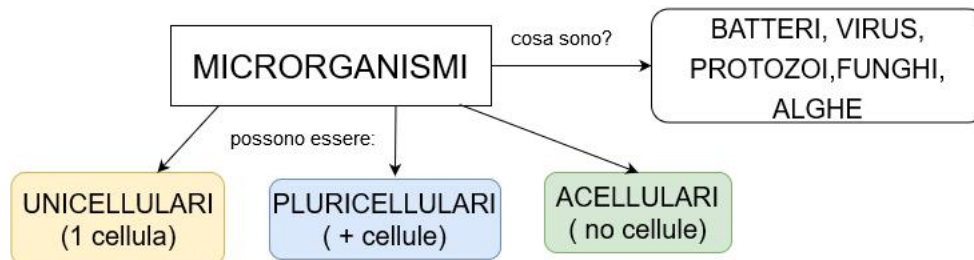 MICRORGANISMI
cosa sono?
BATTERI, VIRUS,
PROTOZOI,FUNGHI,
ALGHE
possono essere:
UNICELLULARI
(1 cellula)
PLURICELLULARI
( + cellule)
ACELLULARI
( no cellule)